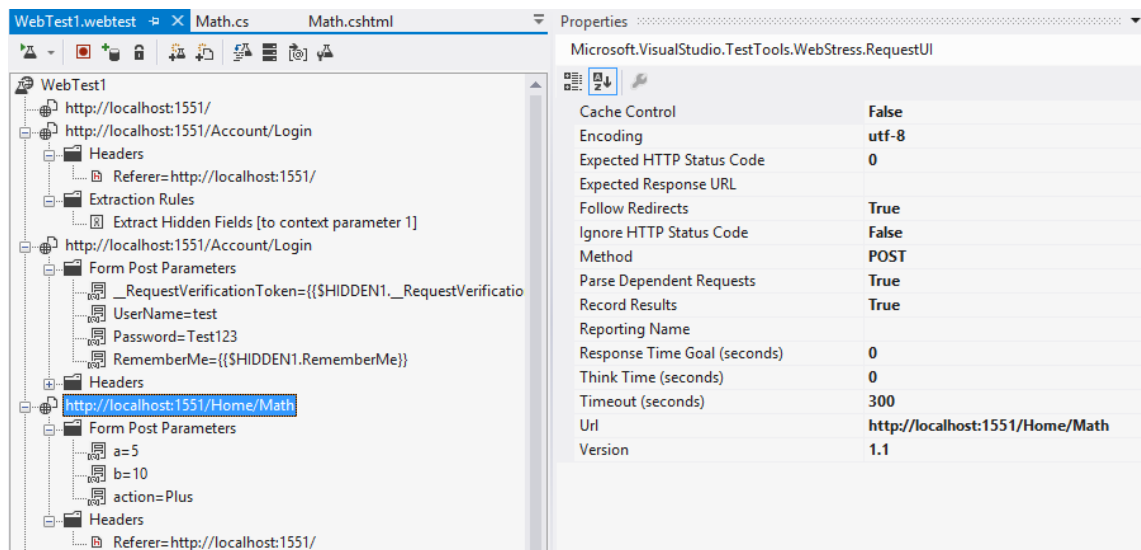 WebTest1.webtest
Math.cs
Math.cshtml
WebTest1
http://localhost:1551/
http://localhost:1551/Account/Login
Headers
Referer=http://localhost:1551/
Extraction Rules
Extract Hidden Fields [to context parameter 1]
http://localhost:1551/Account/Login
Form Post Parameters
__RequestVerificationToken={{$HIDDEN1.__RequestVerificatio
UserName=test
Password=Test123
RememberMe={{$HIDDEN1.RememberMe}}
Headers
http://localhost:1551/Home/Math
Form Post Parameters
a=5
b=10
action=Plus
Headers
Referer=http://localhost:1551/
Properties
Microsoft.VisualStudio.TestTools.WebStress.RequestUI
Cache Control False
Encoding utf-8
Expected HTTP Status Code 0
Expected Response URL
Follow Redirects True
Ignore HTTP Status Code False
Method POST
Parse Dependent Requests True
Record Results True
Reporting Name
Response Time Goal (seconds) 0
Think Time (seconds) 0
Timeout (seconds) 300
Url http://localhost:1551/Home/Math
Version 1.1